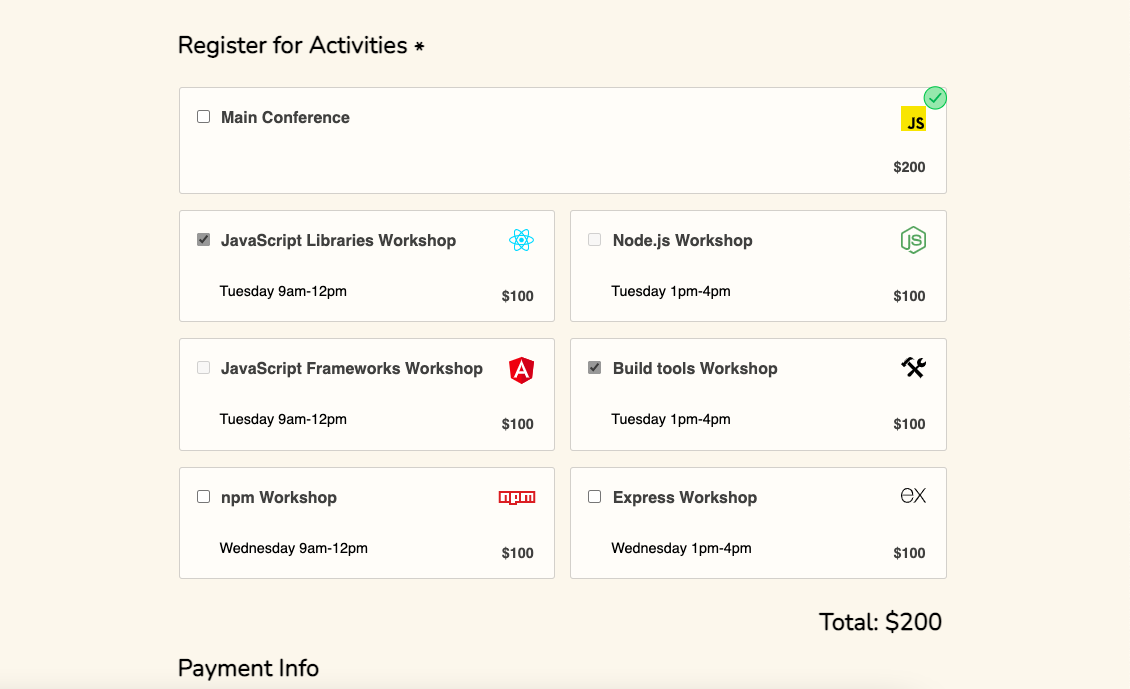 Register for Activities *
Main Conference
JS
$200
JavaScript Libraries Workshop
Tuesday 9am-12pm
$100
Node.js Workshop
JS
Tuesday 1pm-4pm
$100
JavaScript Frameworks Workshop
A
Tuesday 9am-12pm
$100
Build tools Workshop
Tuesday 1pm-4pm
$100
npm Workshop
npm
Wednesday 9am-12pm
$100
Express Workshop
ex
Wednesday 1pm-4pm
$100
Total: $200
Payment Info